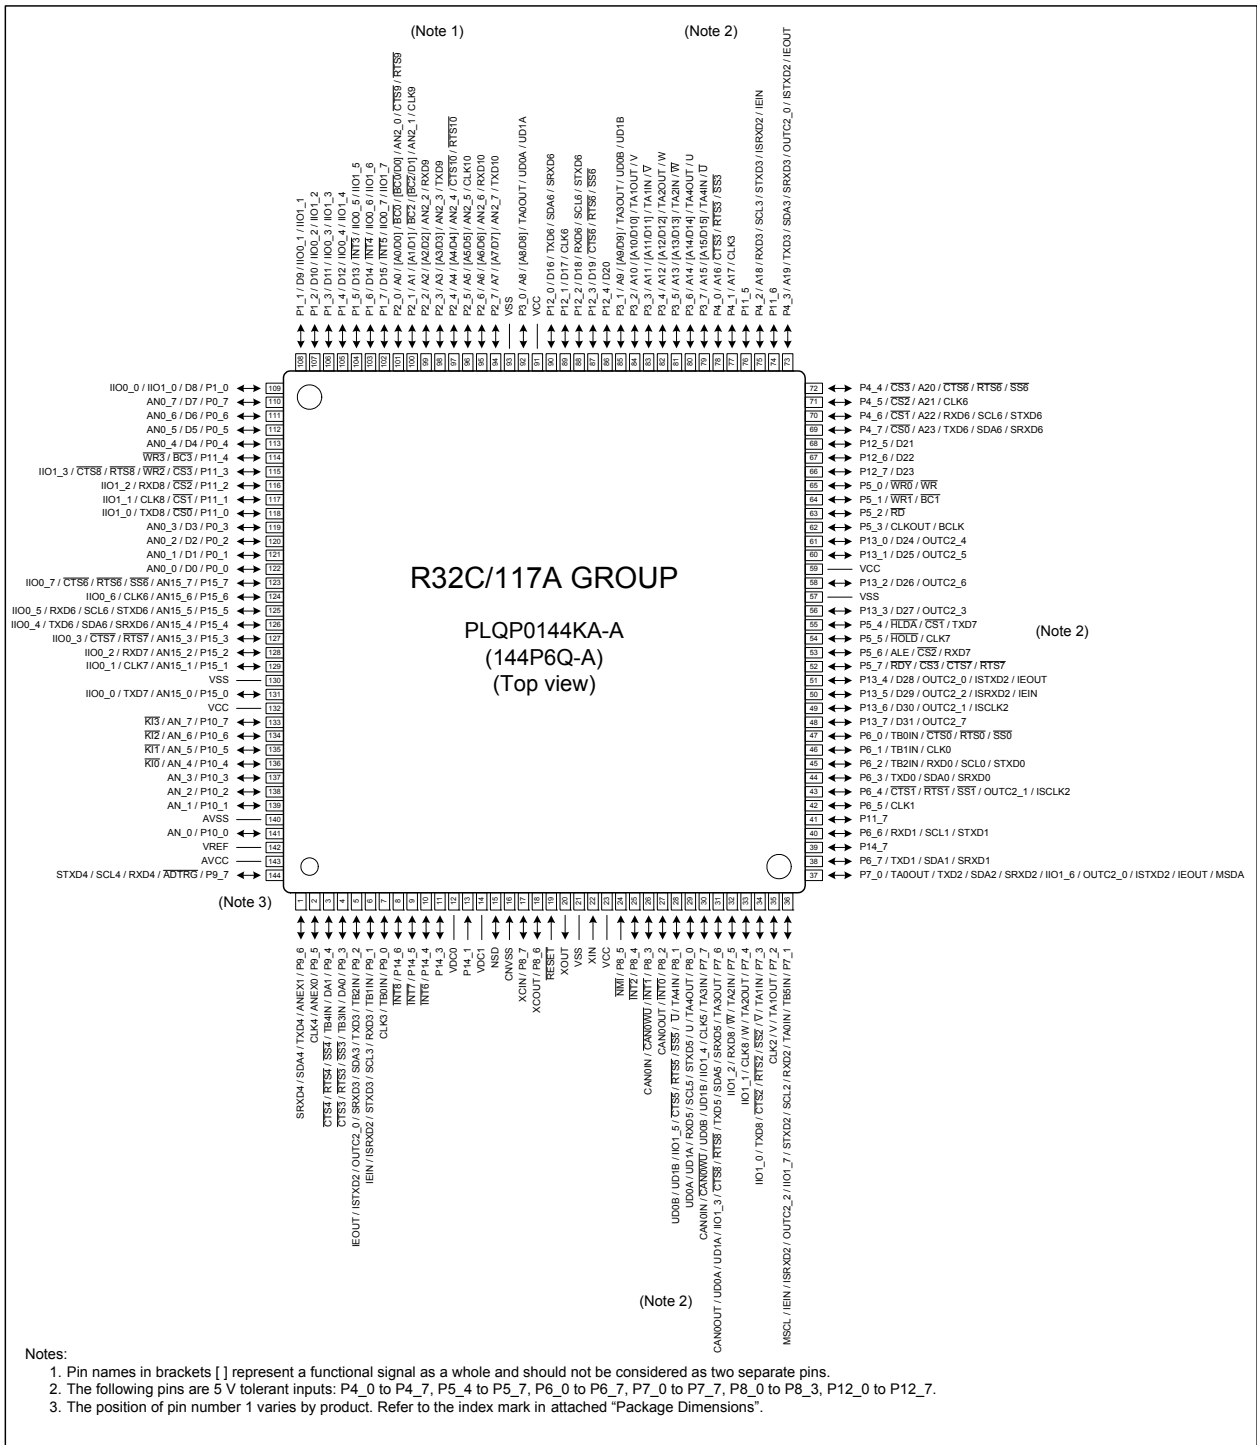 (Note 1)
(Note 2)
P1_1 / D9 / IIO0_1 / IIO1_1
P1_2 / D10 / IIO0_2 / IIO1_2
P1_3 / D11 / IIO0_3 / IIO1_3
P1_4 / D12 / IIO0_4 / IIO1_4
P1_5 / D13 / INT3 / IIO0_5 / IIO1_5
P1_6 / D14 / INT4 / IIO0_6 / IIO1_6
P1_7 / D15 / INT5 / IIO0_7 / IIO1_7
P2_0 / A0 / [A0/D0] / BC0 / [BC0/D0] / AN2_0 / CTS9 / RTS9
P2_1 / A1 / [A1/D1] / BC2 / [BC2/D1] / AN2_1 / CLK9
P2_2 / A2 / [A2/D2] / AN2_2 / RXD9
P2_3 / A3 / [A3/D3] / AN2_3 / TXD9
P2_4 / A4 / [A4/D4] / AN2_4 / CTS10 / RTS10
P2_5 / A5 / [A5/D5] / AN2_5 / CLK10
P2_6 / A6 / [A6/D6] / AN2_6 / RXD10
P2_7 / A7 / [A7/D7] / AN2_7 / TXD10
VSS
P3_0 / A8 / [A8/D8] / TA0OUT / UD0A / UD1A
VCC
P12_0 / D16 / TXD6 / SDA6 / SRXD6
P12_1 / D17 / CLK6
P12_2 / D18 / RXD6 / SCL6 / STXD6
P12_3 / D19 / CTS6 / RTS6 / SS6
P12_4 / D20
P3_1 / A9 / [A9/D9] / TA3OUT / UD0B / UD1B
P3_2 / A10 / [A10/D10] / TA1OUT / V
P3_3 / A11 / [A11/D11] / TA1IN / V
P3_4 / A12 / [A12/D12] / TA2OUT / W
P3_5 / A13 / [A13/D13] / TA2IN / W
P3_6 / A14 / [A14/D14] / TA4OUT / U
P3_7 / A15 / [A15/D15] / TA4IN / U
P4_0 / A16 / CTS3 / RTS3 / SS3
P4_1 / A17 / CLK3
P11_5
P4_2 / A18 / RXD3 / SCL3 / STXD3 / ISRXD2 / IEIN
P11_6
P4_3 / A19 / TXD3 / SDA3 / SRXD3 / OUTC2_0 / ISTXD2 / IEOUT
108 107 106 105 104 103 102 101 100 99 98 97 96 95 94 93 92 91 90 89 88 87 86 85 84 83 82 81 80 79 78 77 76 75 74 73
IIO0_0 / IIO1_0 / D8 / P1_0 109
AN0_7 / D7 / P0_7 110
AN0_6 / D6 / P0_6 111
AN0_5 / D5 / P0_5 112
AN0_4 / D4 / P0_4 113
WR3 / BC3 / P11_4 114
IIO1_3 / CTS8 / RTS8 / WR2 / CS3 / P11_3 115
IIO1_2 / RXD8 / CS2 / P11_2 116
IIO1_1 / CLK8 / CS1 / P11_1 117
IIO1_0 / TXD8 / CS0 / P11_0 118
AN0_3 / D3 / P0_3 119
AN0_2 / D2 / P0_2 120
AN0_1 / D1 / P0_1 121
AN0_0 / D0 / P0_0 122
IIO0_7 / CTS6 / RTS6 / SS6 / AN15_7 / P15_7 123
IIO0_6 / CLK6 / AN15_6 / P15_6 124
IIO0_5 / RXD6 / SCL6 / STXD6 / AN15_5 / P15_5 125
IIO0_4 / TXD6 / SDA6 / SRXD6 / AN15_4 / P15_4 126
IIO0_3 / CTS7 / RTS7 / AN15_3 / P15_3 127
IIO0_2 / RXD7 / AN15_2 / P15_2 128
IIO0_1 / CLK7 / AN15_1 / P15_1 129
VSS 130
IIO0_0 / TXD7 / AN15_0 / P15_0 131
VCC 132
KI3 / AN_7 / P10_7 133
KI2 / AN_6 / P10_6 134
KI1 / AN_5 / P10_5 135
KI0 / AN_4 / P10_4 136
AN_3 / P10_3 137
AN_2 / P10_2 138
AN_1 / P10_1 139
AVSS 140
AN_0 / P10_0 141
VREF 142
AVCC 143
STXD4 / SCL4 / RXD4 / ADTRG / P9_7 144
R32C/117A GROUP
PLQP0144KA-A
(144P6Q-A)
(Top view)
72 P4_4 / CS3 / A20 / CTS6 / RTS6 / SS6
71 P4_5 / CS2 / A21 / CLK6
70 P4_6 / CS1 / A22 / RXD6 / SCL6 / STXD6
69 P4_7 / CS0 / A23 / TXD6 / SDA6 / SRXD6
68 P12_5 / D21
67 P12_6 / D22
66 P12_7 / D23
65 P5_0 / WR0 / WR
64 P5_1 / WR1 / BC1
63 P5_2 / RD
62 P5_3 / CLKOUT / BCLK
61 P13_0 / D24 / OUTC2_4
60 P13_1 / D25 / OUTC2_5
59 VCC
58 P13_2 / D26 / OUTC2_6
57 VSS
56 P13_3 / D27 / OUTC2_3
55 P5_4 / HLDA / CS1 / TXD7
54 P5_5 / HOLD / CLK7
53 P5_6 / ALE / CS2 / RXD7
52 P5_7 / RDY / CS3 / CTS7 / RTS7
51 P13_4 / D28 / OUTC2_0 / ISTXD2 / IEOUT
50 P13_5 / D29 / OUTC2_2 / ISRXD2 / IEIN
49 P13_6 / D30 / OUTC2_1 / ISCLK2
48 P13_7 / D31 / OUTC2_7
47 P6_0 / TB0IN / CTS0 / RTS0 / SS0
46 P6_1 / TB1IN / CLK0
45 P6_2 / TB2IN / RXD0 / SCL0 / STXD0
44 P6_3 / TXD0 / SDA0 / SRXD0
43 P6_4 / CTS1 / RTS1 / SS1 / OUTC2_1 / ISCLK2
42 P6_5 / CLK1
41 P11_7
40 P6_6 / RXD1 / SCL1 / STXD1
39 P14_7
38 P6_7 / TXD1 / SDA1 / SRXD1
37 P7_0 / TA0OUT / TXD2 / SDA2 / SRXD2 / IIO1_6 / OUTC2_0 / ISTXD2 / IEOUT / MSDA
(Note 2)
(Note 3)
1 2 3 4 5 6 7 8 9 10 11 12 13 14 15 16 17 18 19 20 21 22 23 24 25 26 27 28 29 30 31 32 33 34 35 36
SRXD4 / SDA4 / TXD4 / ANEX1 / P9_6
CLK4 / ANEX0 / P9_5
CTS4 / RTS4 / SS4 / TB4IN / DA1 / P9_4
CTS3 / RTS3 / SS3 / TB3IN / DA0 / P9_3
IEOUT / ISTXD2 / OUTC2_0 / SRXD3 / SDA3 / TXD3 / TB2IN / P9_2
IEIN / ISRXD2 / STXD3 / SCL3 / RXD3 / TB1IN / P9_1
CLK3 / TB0IN / P9_0
INT8 / P14_6
INT7 / P14_5
INT6 / P14_4
P14_3
VDC0
P14_1
VDC1
NSD
CNVSS
XCIN / P8_7
XCOUT / P8_6
RESET
XOUT
VSS
XIN
VCC
NMI / P8_5
INT2 / P8_4
CAN0IN / CAN0WU / INT1 / P8_3
CAN0OUT / INT0 / P8_2
UD0B / UD1B / IIO1_5 / CTS5 / RTS5 / SS5 / U / TA4IN / P8_1
UD0A / UD1A / RXD5 / SCL5 / STXD5 / U / TA4OUT / P8_0
CAN0IN / CAN0WU / UD0B / UD1B / IIO1_4 / CLK5 / TA3IN / P7_7
CAN0OUT / UD0A / UD1A / IIO1_3 / CTS8 / RTS8 / TXD5 / SDA5 / SRXD5 / TA3OUT / P7_6
IIO1_2 / RXD8 / W / TA2IN / P7_5
IIO1_1 / CLK8 / W / TA2OUT / P7_4
IIO1_0 / TXD8 / CTS2 / RTS2 / SS2 / V / TA1IN / P7_3
CLK2 / V / TA1OUT / P7_2
MSCL / IEIN / ISRXD2 / OUTC2_2 / IIO1_7 / STXD2 / SCL2 / RXD2 / TA0IN / TB5IN / P7_1
(Note 2)
Notes:
1. Pin names in brackets [ ] represent a functional signal as a whole and should not be considered as two separate pins.
2. The following pins are 5 V tolerant inputs: P4_0 to P4_7, P5_4 to P5_7, P6_0 to P6_7, P7_0 to P7_7, P8_0 to P8_3, P12_0 to P12_7.
3. The position of pin number 1 varies by product. Refer to the index mark in attached “Package Dimensions”.